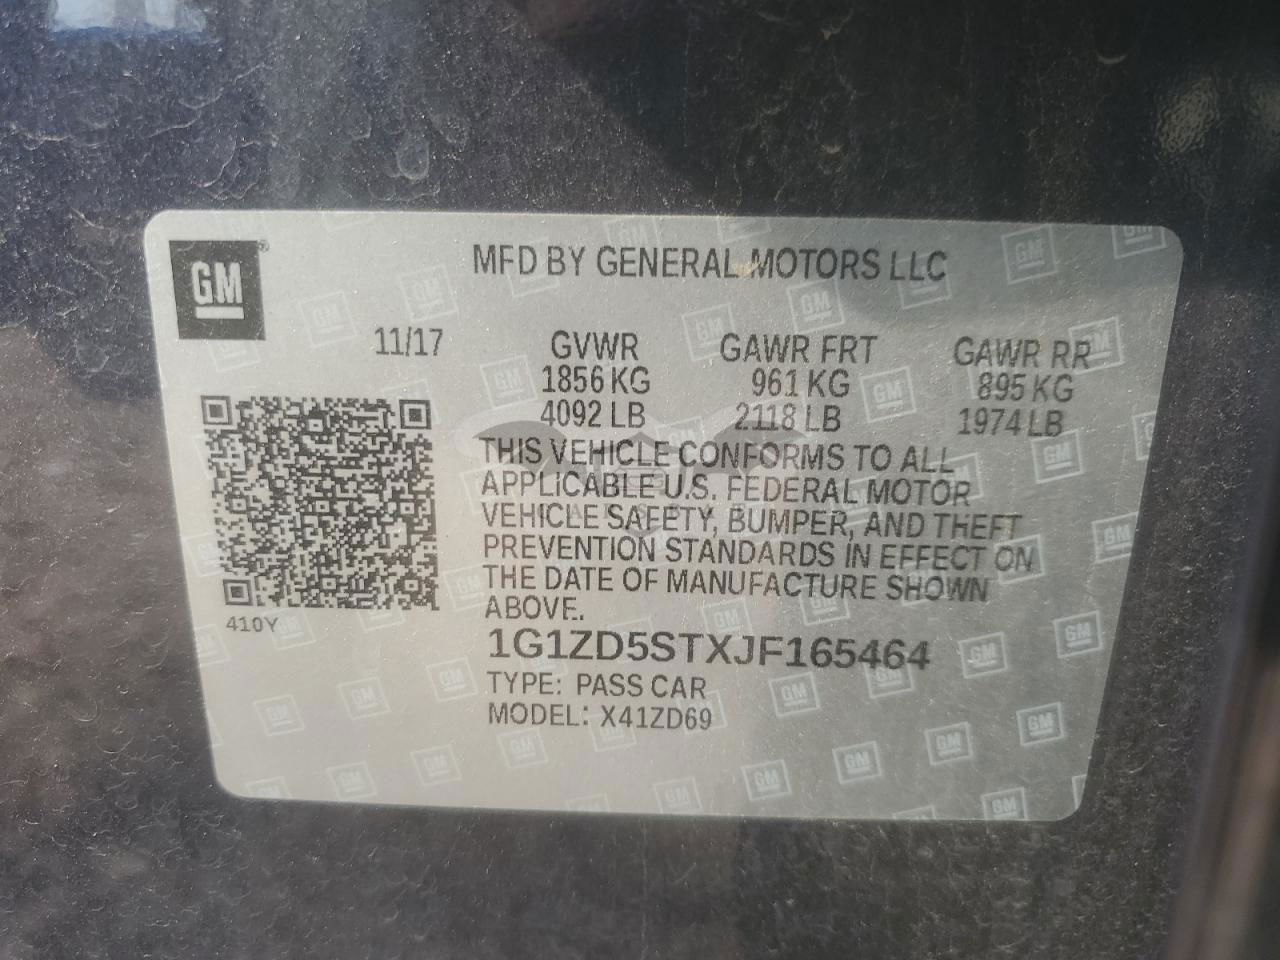 GM
MFD BY GENERAL MOTORS LLC
11/17
GVWR GAWR FRT GAWR RR
1856 KG 961 KG 895 KG
4092 LB 2118 LB 1974 LB
THIS VEHICLE CONFORMS TO ALL
APPLICABLE U.S. FEDERAL MOTOR
VEHICLE SAFETY, BUMPER, AND THEFT
PREVENTION STANDARDS IN EFFECT ON
THE DATE OF MANUFACTURE SHOWN
ABOVE..
410Y
1G1ZD5STXJF165464
TYPE: PASS CAR
MODEL: X41ZD69